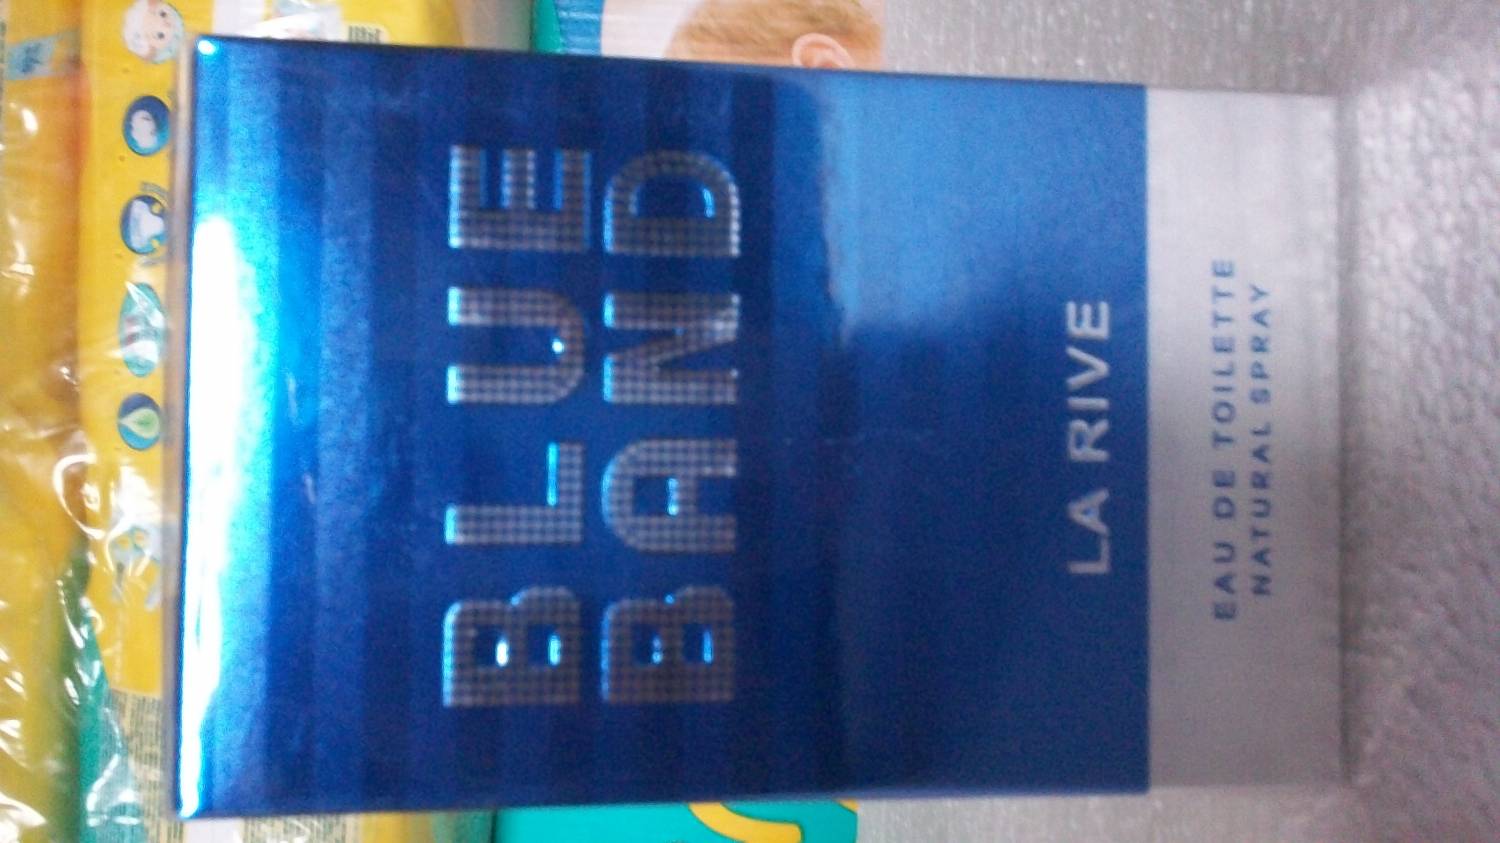 BLUE
BAND
LA RIVE
EAU DE TOILETTE
NATURAL SPRAY